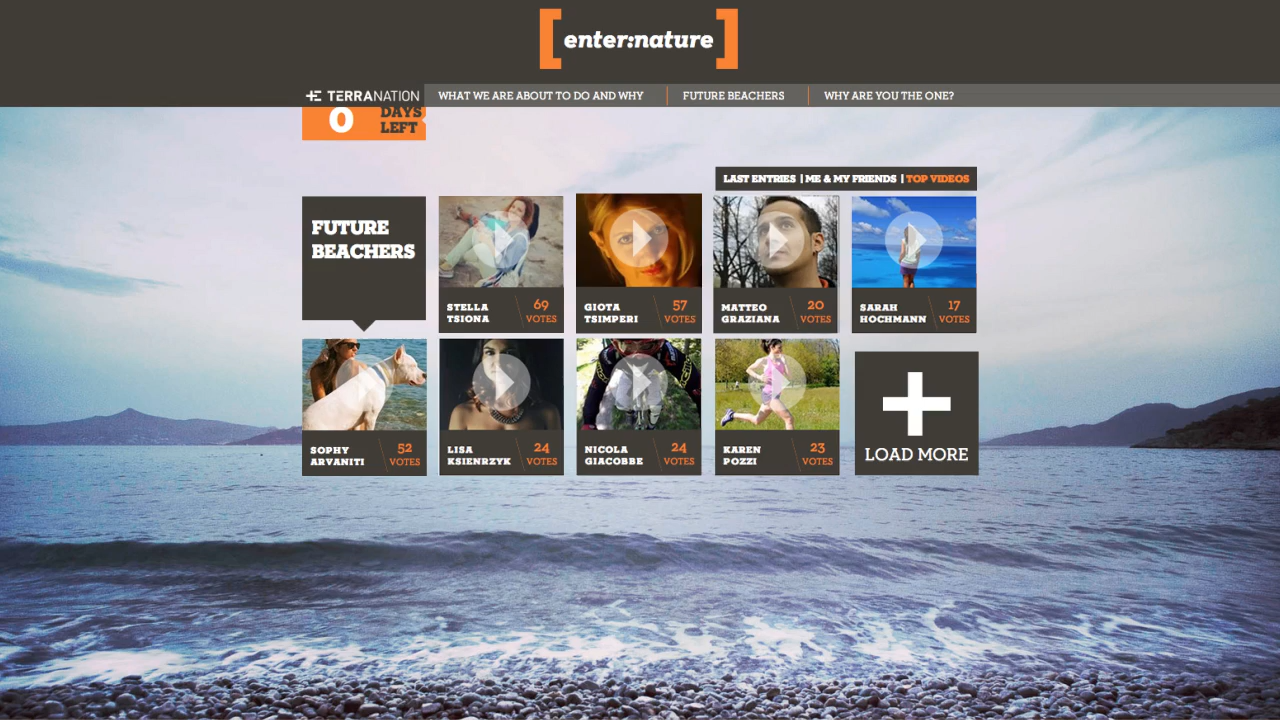 enter:nature
TERRANATION
WHAT WE ARE ABOUT TO DO AND WHY
FUTURE BEACHERS
WHY ARE YOU THE ONE?
0 DAYS
LEFT
LAST ENTRIES | ME & MY FRIENDS | TOP VIDEOS
FUTURE
BEACHERS
STELLA
TSIONA
69
VOTES
GIOTA
TSIMPERI
57
VOTES
MATTEO
GRAZIANA
20
VOTES
SARAH
HOCHMANN
17
VOTES
SOPHY
ARVANITI
52
VOTES
LISA
KSIENRZYK
24
VOTES
NICOLA
GIACOBBE
24
VOTES
KAREN
POZZI
23
VOTES
LOAD MORE